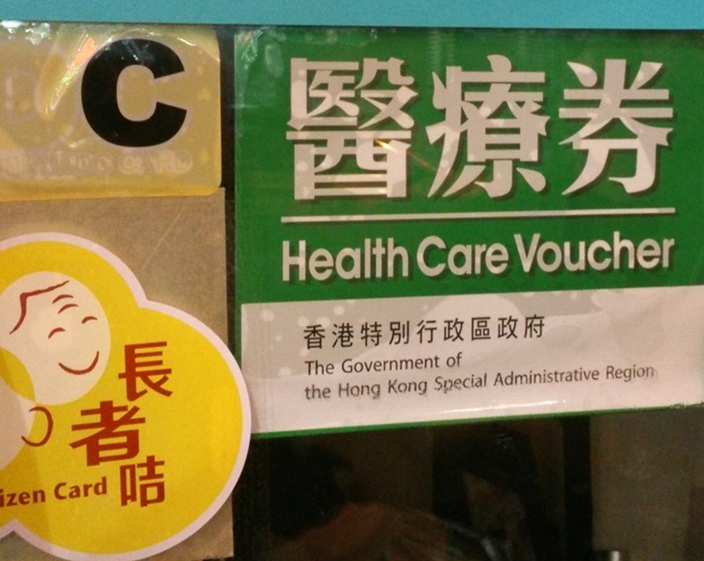 C
醫療券
Health Care Voucher
香港特別行政區政府
The Government of
the Hong Kong Special Administrative Region
長
者
咭
izen Card